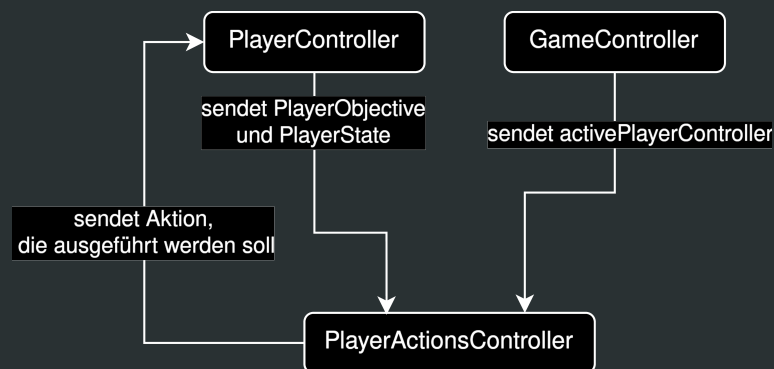 PlayerController
GameController
sendet PlayerObjective
und PlayerState
sendet activePlayerController
sendet Aktion,
die ausgeführt werden soll
PlayerActionsController